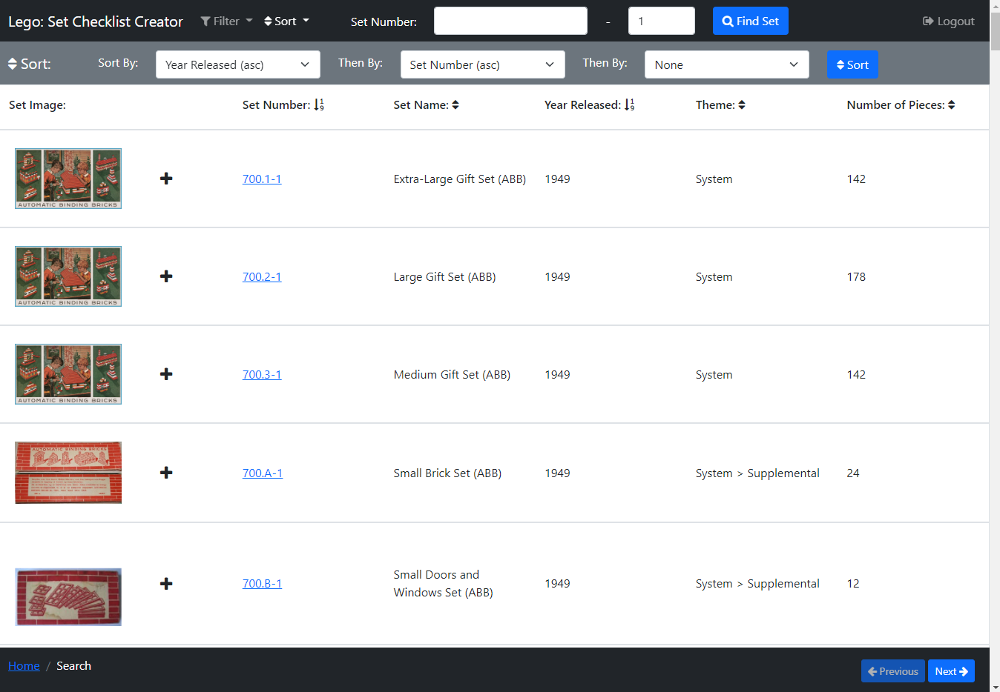 Lego: Set Checklist Creator Filter Sort Set Number: - 1 Find Set Logout
Sort: Sort By: Year Released (asc) Then By: Set Number (asc) Then By: None Sort
Set Image: Set Number: Set Name: Year Released: Theme: Number of Pieces:
700.1-1 Extra-Large Gift Set (ABB) 1949 System 142
AUTOMATIC BINDING BRICKS
700.2-1 Large Gift Set (ABB) 1949 System 178
AUTOMATIC BINDING BRICKS
700.3-1 Medium Gift Set (ABB) 1949 System 142
AUTOMATIC BINDING BRICKS
AUTOMATIC BINDING BRICKS
700.A-1 Small Brick Set (ABB) 1949 System > Supplemental 24
Small Doors and
Windows Set (ABB)
700.B-1 1949 System > Supplemental 12
Home / Search Previous Next